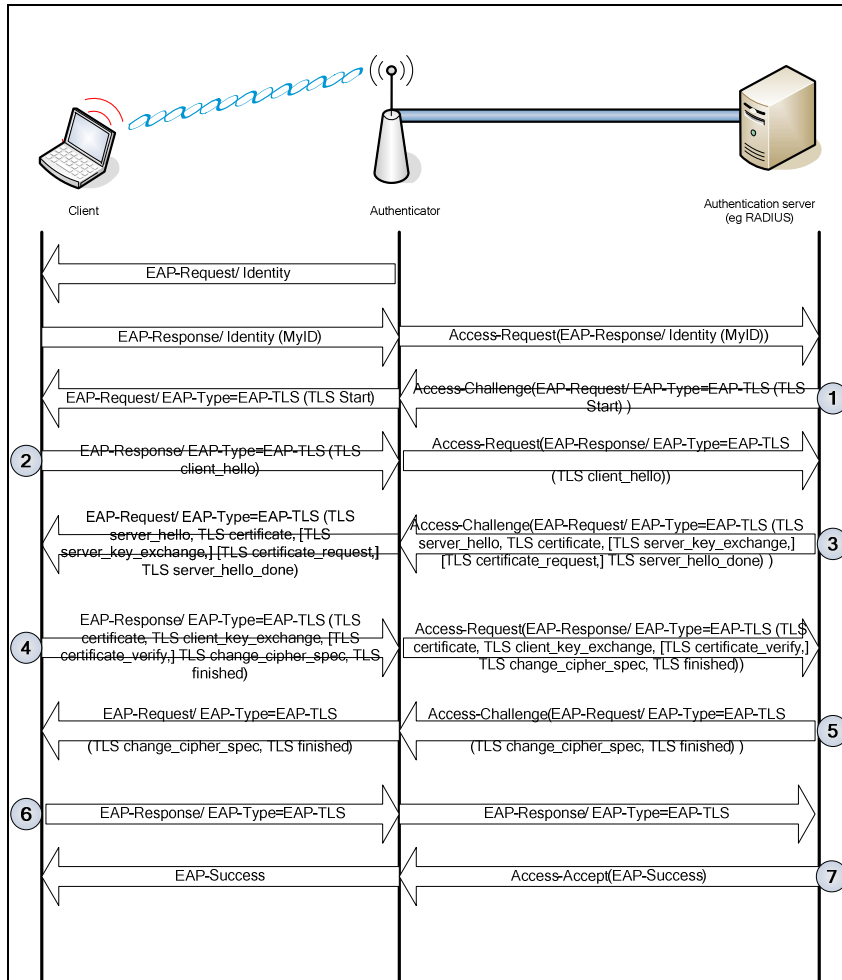 Client
Authenticator
Authentication server
(eg RADIUS)
EAP-Request/ Identity
EAP-Response/ Identity (MyID)
Access-Request(EAP-Response/ Identity (MyID))
EAP-Request/ EAP-Type=EAP-TLS (TLS Start)
Access-Challenge(EAP-Request/ EAP-Type=EAP-TLS (TLS
Start) )
1
2
EAP-Response/ EAP-Type=EAP-TLS (TLS
client_hello)
Access-Request(EAP-Response/ EAP-Type=EAP-TLS
(TLS client_hello))
EAP-Request/ EAP-Type=EAP-TLS (TLS
server_hello, TLS certificate, [TLS
server_key_exchange,] [TLS certificate_request,]
TLS server_hello_done)
Access-Challenge(EAP-Request/ EAP-Type=EAP-TLS (TLS
server_hello, TLS certificate, [TLS server_key_exchange,]
[TLS certificate_request,] TLS server_hello_done) )
3
4
EAP-Response/ EAP-Type=EAP-TLS (TLS
certificate, TLS client_key_exchange, [TLS
certificate_verify,] TLS change_cipher_spec, TLS
finished)
Access-Request(EAP-Response/ EAP-Type=EAP-TLS (TLS
certificate, TLS client_key_exchange, [TLS certificate_verify,]
TLS change_cipher_spec, TLS finished))
EAP-Request/ EAP-Type=EAP-TLS
(TLS change_cipher_spec, TLS finished)
Access-Challenge(EAP-Request/ EAP-Type=EAP-TLS
(TLS change_cipher_spec, TLS finished) )
5
6
EAP-Response/ EAP-Type=EAP-TLS
EAP-Response/ EAP-Type=EAP-TLS
EAP-Success
Access-Accept(EAP-Success)
7